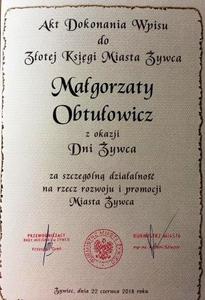 Akt Dokonania Wpisu
do
Złotej Księgi Miasta Żywca
Małgorzaty
Obtułowicz
z okazji
Dni Żywca
za szczególną działalność
na rzecz rozwoju i promocji
Miasta Żywca
PRZEWODNICZĄCY
BURMISTRZ MIASTA
Żywiec, dnia 22 czerwca 2018 roku